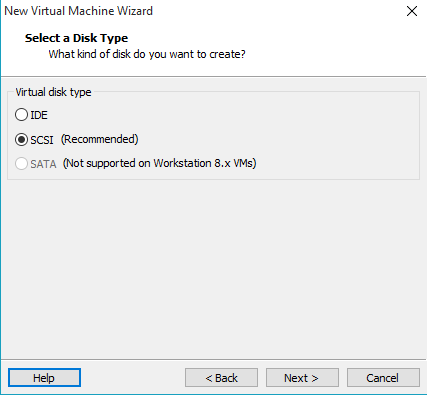 New Virtual Machine Wizard
Select a Disk Type
What kind of disk do you want to create?
Virtual disk type
IDE
SCSI (Recommended)
SATA (Not supported on Workstation 8.x VMs)
Help < Back Next > Cancel